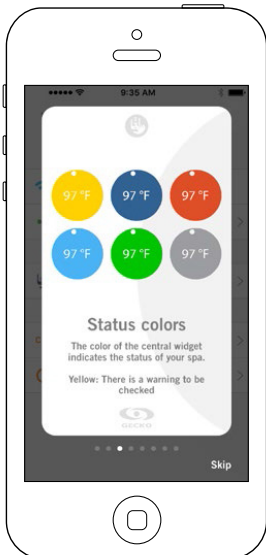 9:35 AM
97 °F 97 °F 97 °F
97 °F 97 °F 97 °F
Status colors
The color of the central widget
indicates the status of your spa.
Yellow: There is a warning to be
checked
GECKO
Skip